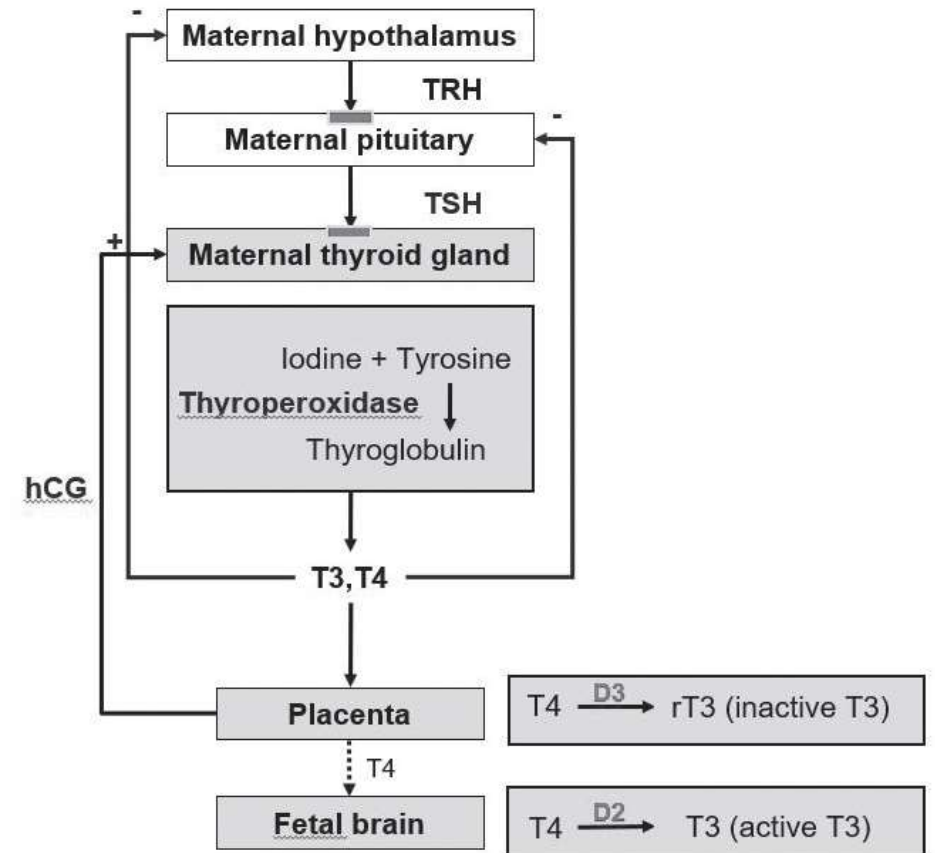 -
Maternal hypothalamus
TRH
-
Maternal pituitary
TSH
+
Maternal thyroid gland
Iodine + Tyrosine
Thyroperoxidase
Thyroglobulin
hCG
T3,T4
Placenta
T4 D3 rT3 (inactive T3)
T4
Fetal brain
T4 D2 T3 (active T3)